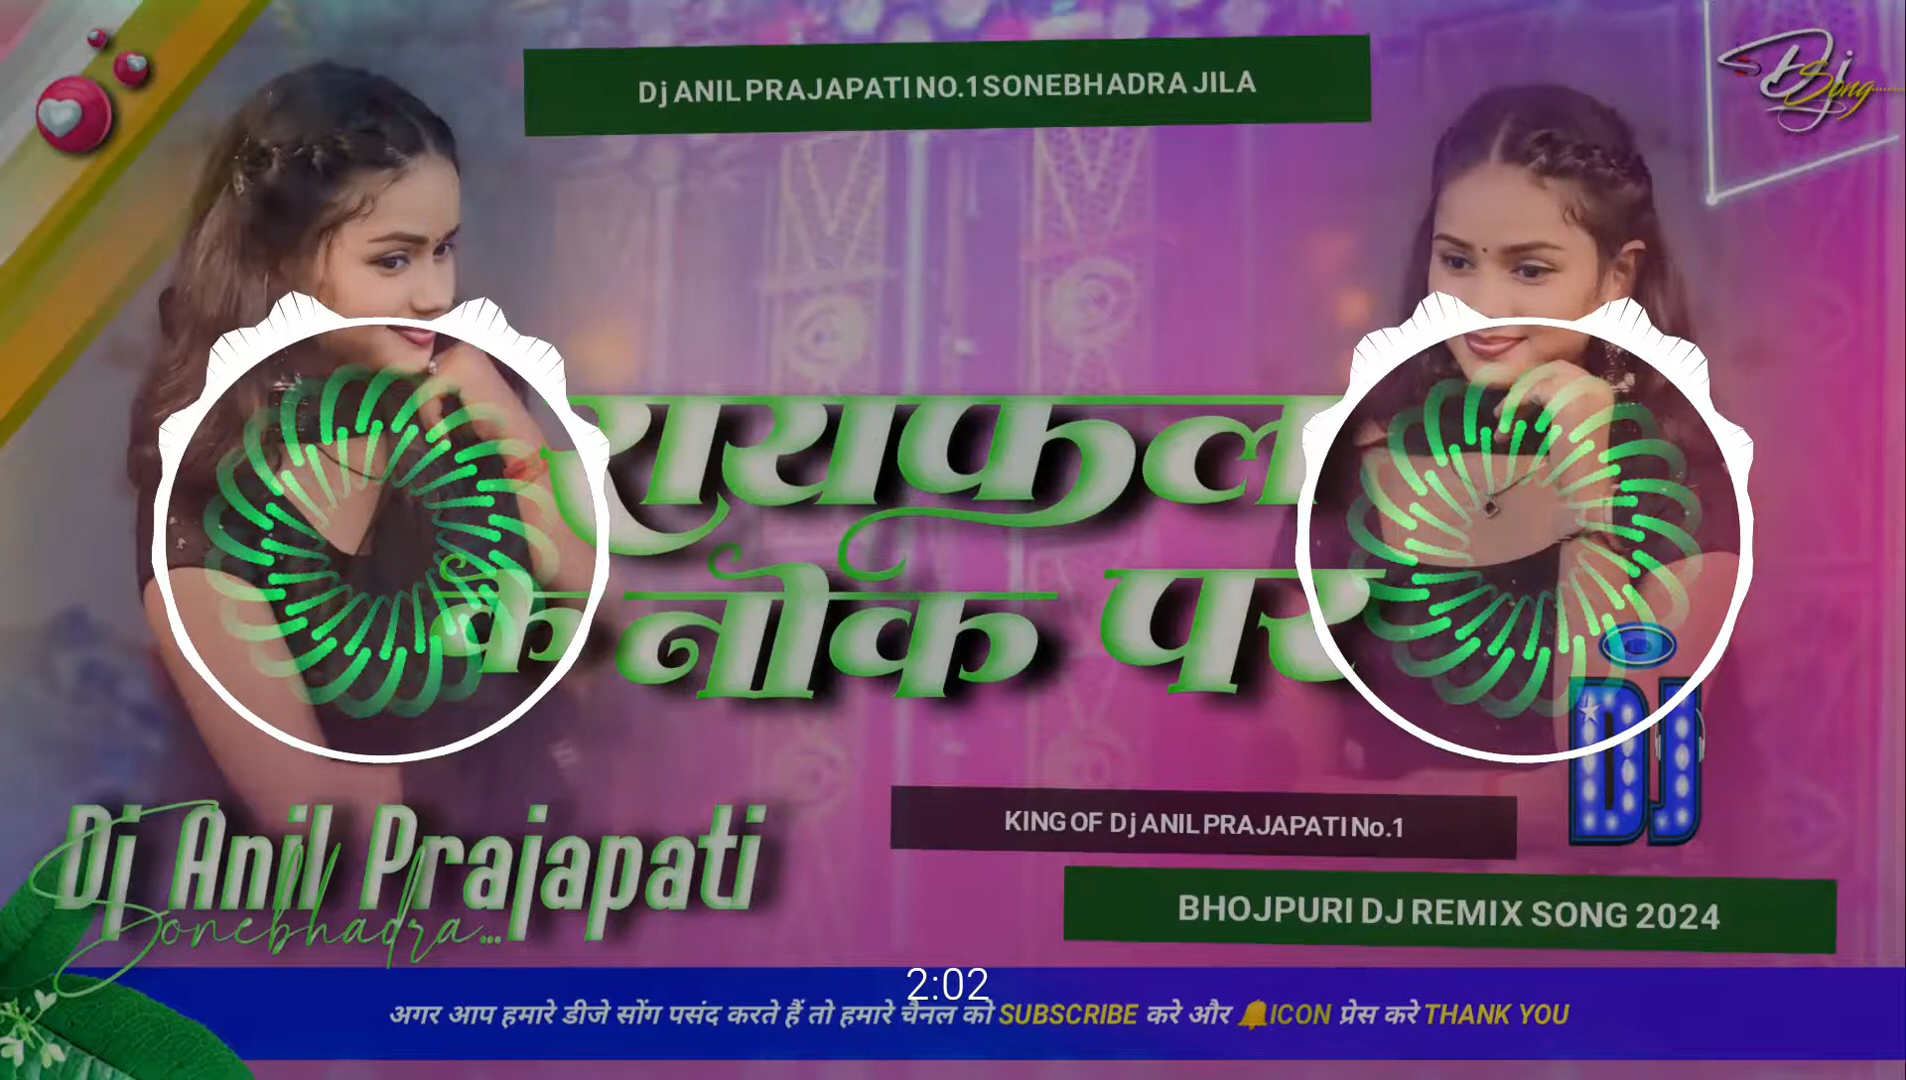 Dj ANIL PRAJAPATI NO.1 SONEBHADRA JILA
Dj Song
रायफल
के नोक पर
DJ
Dj Anil Prajapati
Sonebhadra...
KING OF Dj ANIL PRAJAPATI No.1
BHOJPURI DJ REMIX SONG 2024
2:02
अगर आप हमारे डीजे सोंग पसंद करते हैं तो हमारे चैनल को SUBSCRIBE करे और 🔔ICON प्रेस करे THANK YOU